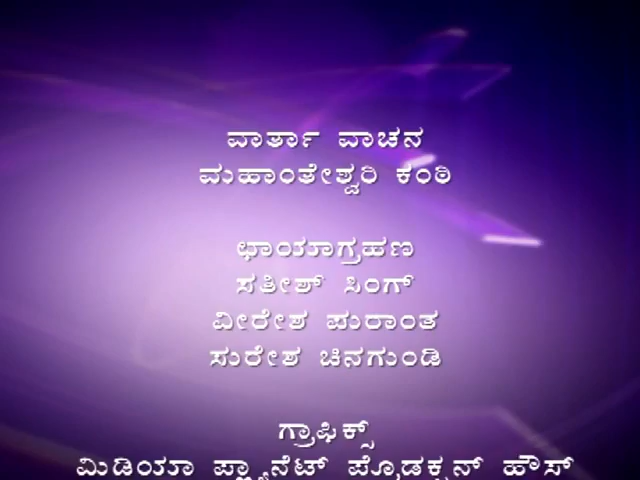 ವಾರ್ತಾ ವಾಚನ
ಮಹಾಂತೇಶ್ವರಿ ಕಂಠಿ
ಛಾಯಾಗ್ರಹಣ
ಸತೀಶ್ ಸಿಂಗ್
ವೀರೇಶ ಪುರಾಂತ
ಸುರೇಶ ಚಿನಗುಂಡಿ
ಗ್ರಾಫಿಕ್ಸ್
ಮಿಡಿಯಾ ಪ್ಲ್ಯಾನೆಟ್ ಪ್ರೊಡಕ್ಷನ್ ಹೌಸ್